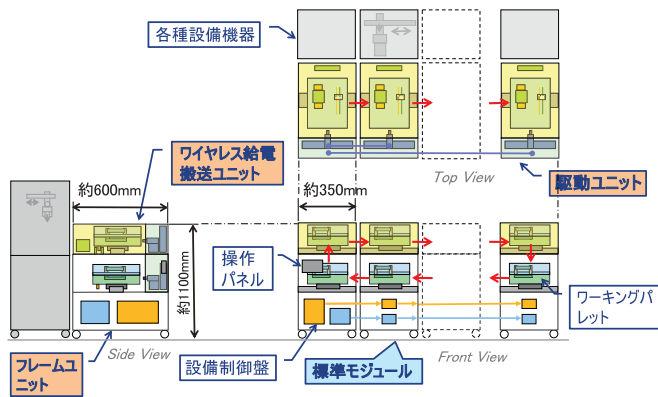 各種設備機器
Top View
ワイヤレス給電
搬送ユニット
駆動ユニット
約600mm
約350mm
操作
パネル
約1100mm
ワーキングパ
レット
Side View
設備制御盤
標準モジュール
Front View
フレームユ
ニット